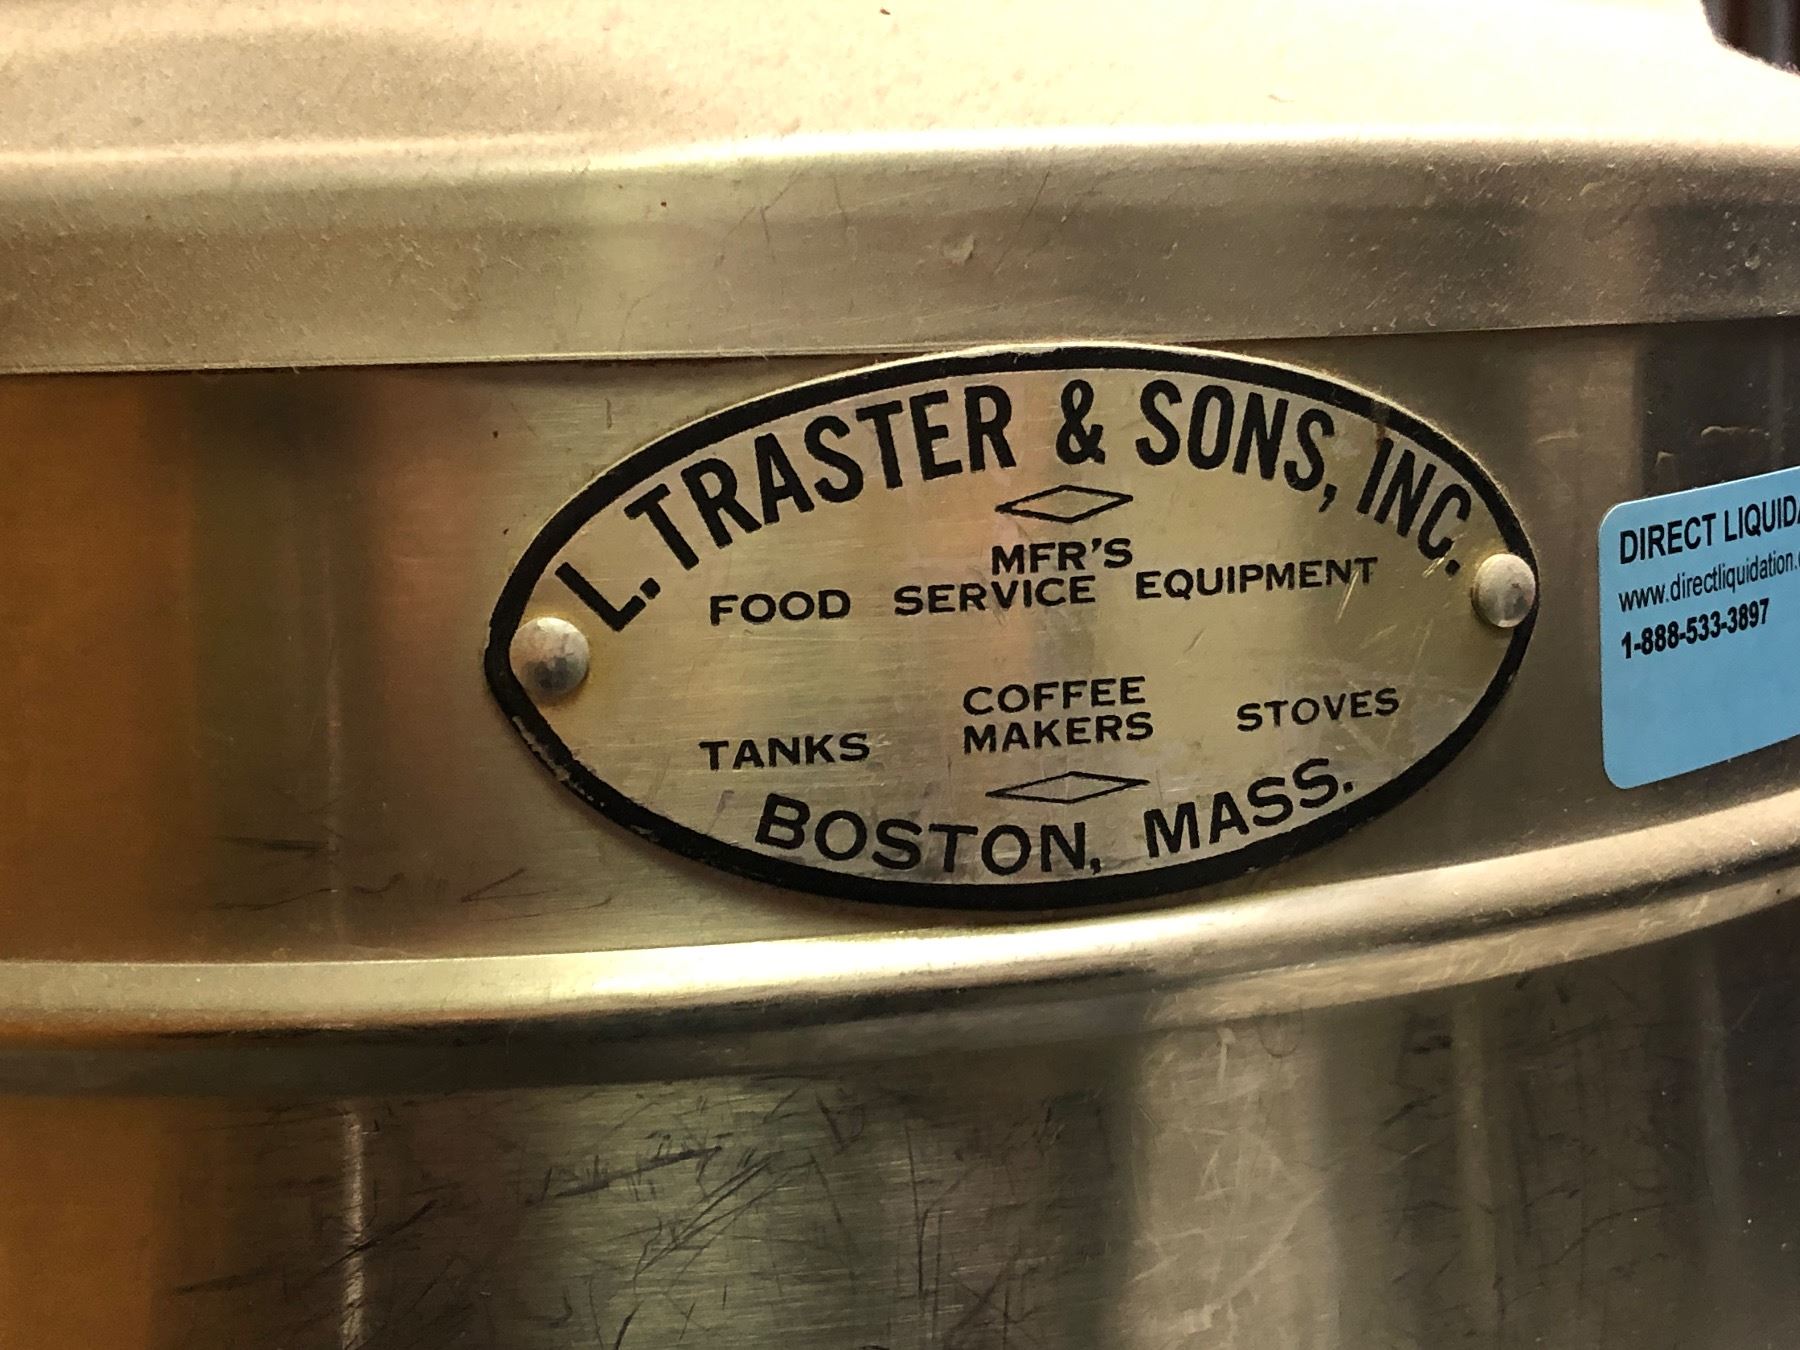 L. TRASTER & SONS, INC.
MFR'S
FOOD SERVICE EQUIPMENT
COFFEE
TANKS MAKERS STOVES
BOSTON, MASS.
DIRECT
www.directliquidation.
1-888-533-3897